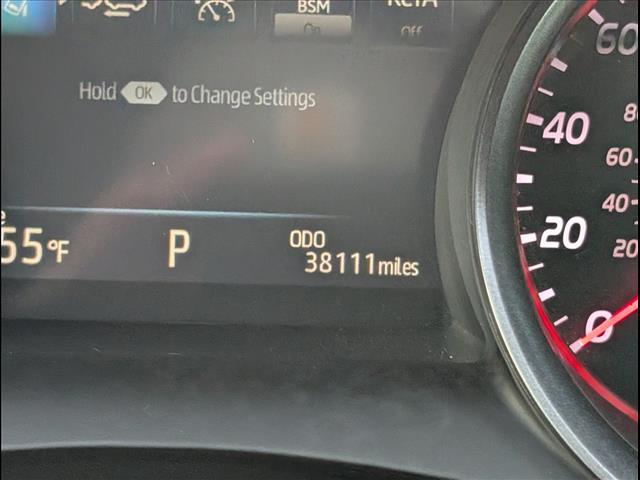 BSM
On
RCTA
Off
Hold OK to Change Settings
55°F
P
ODO
38111 miles
60
40
20
0
60
40
20